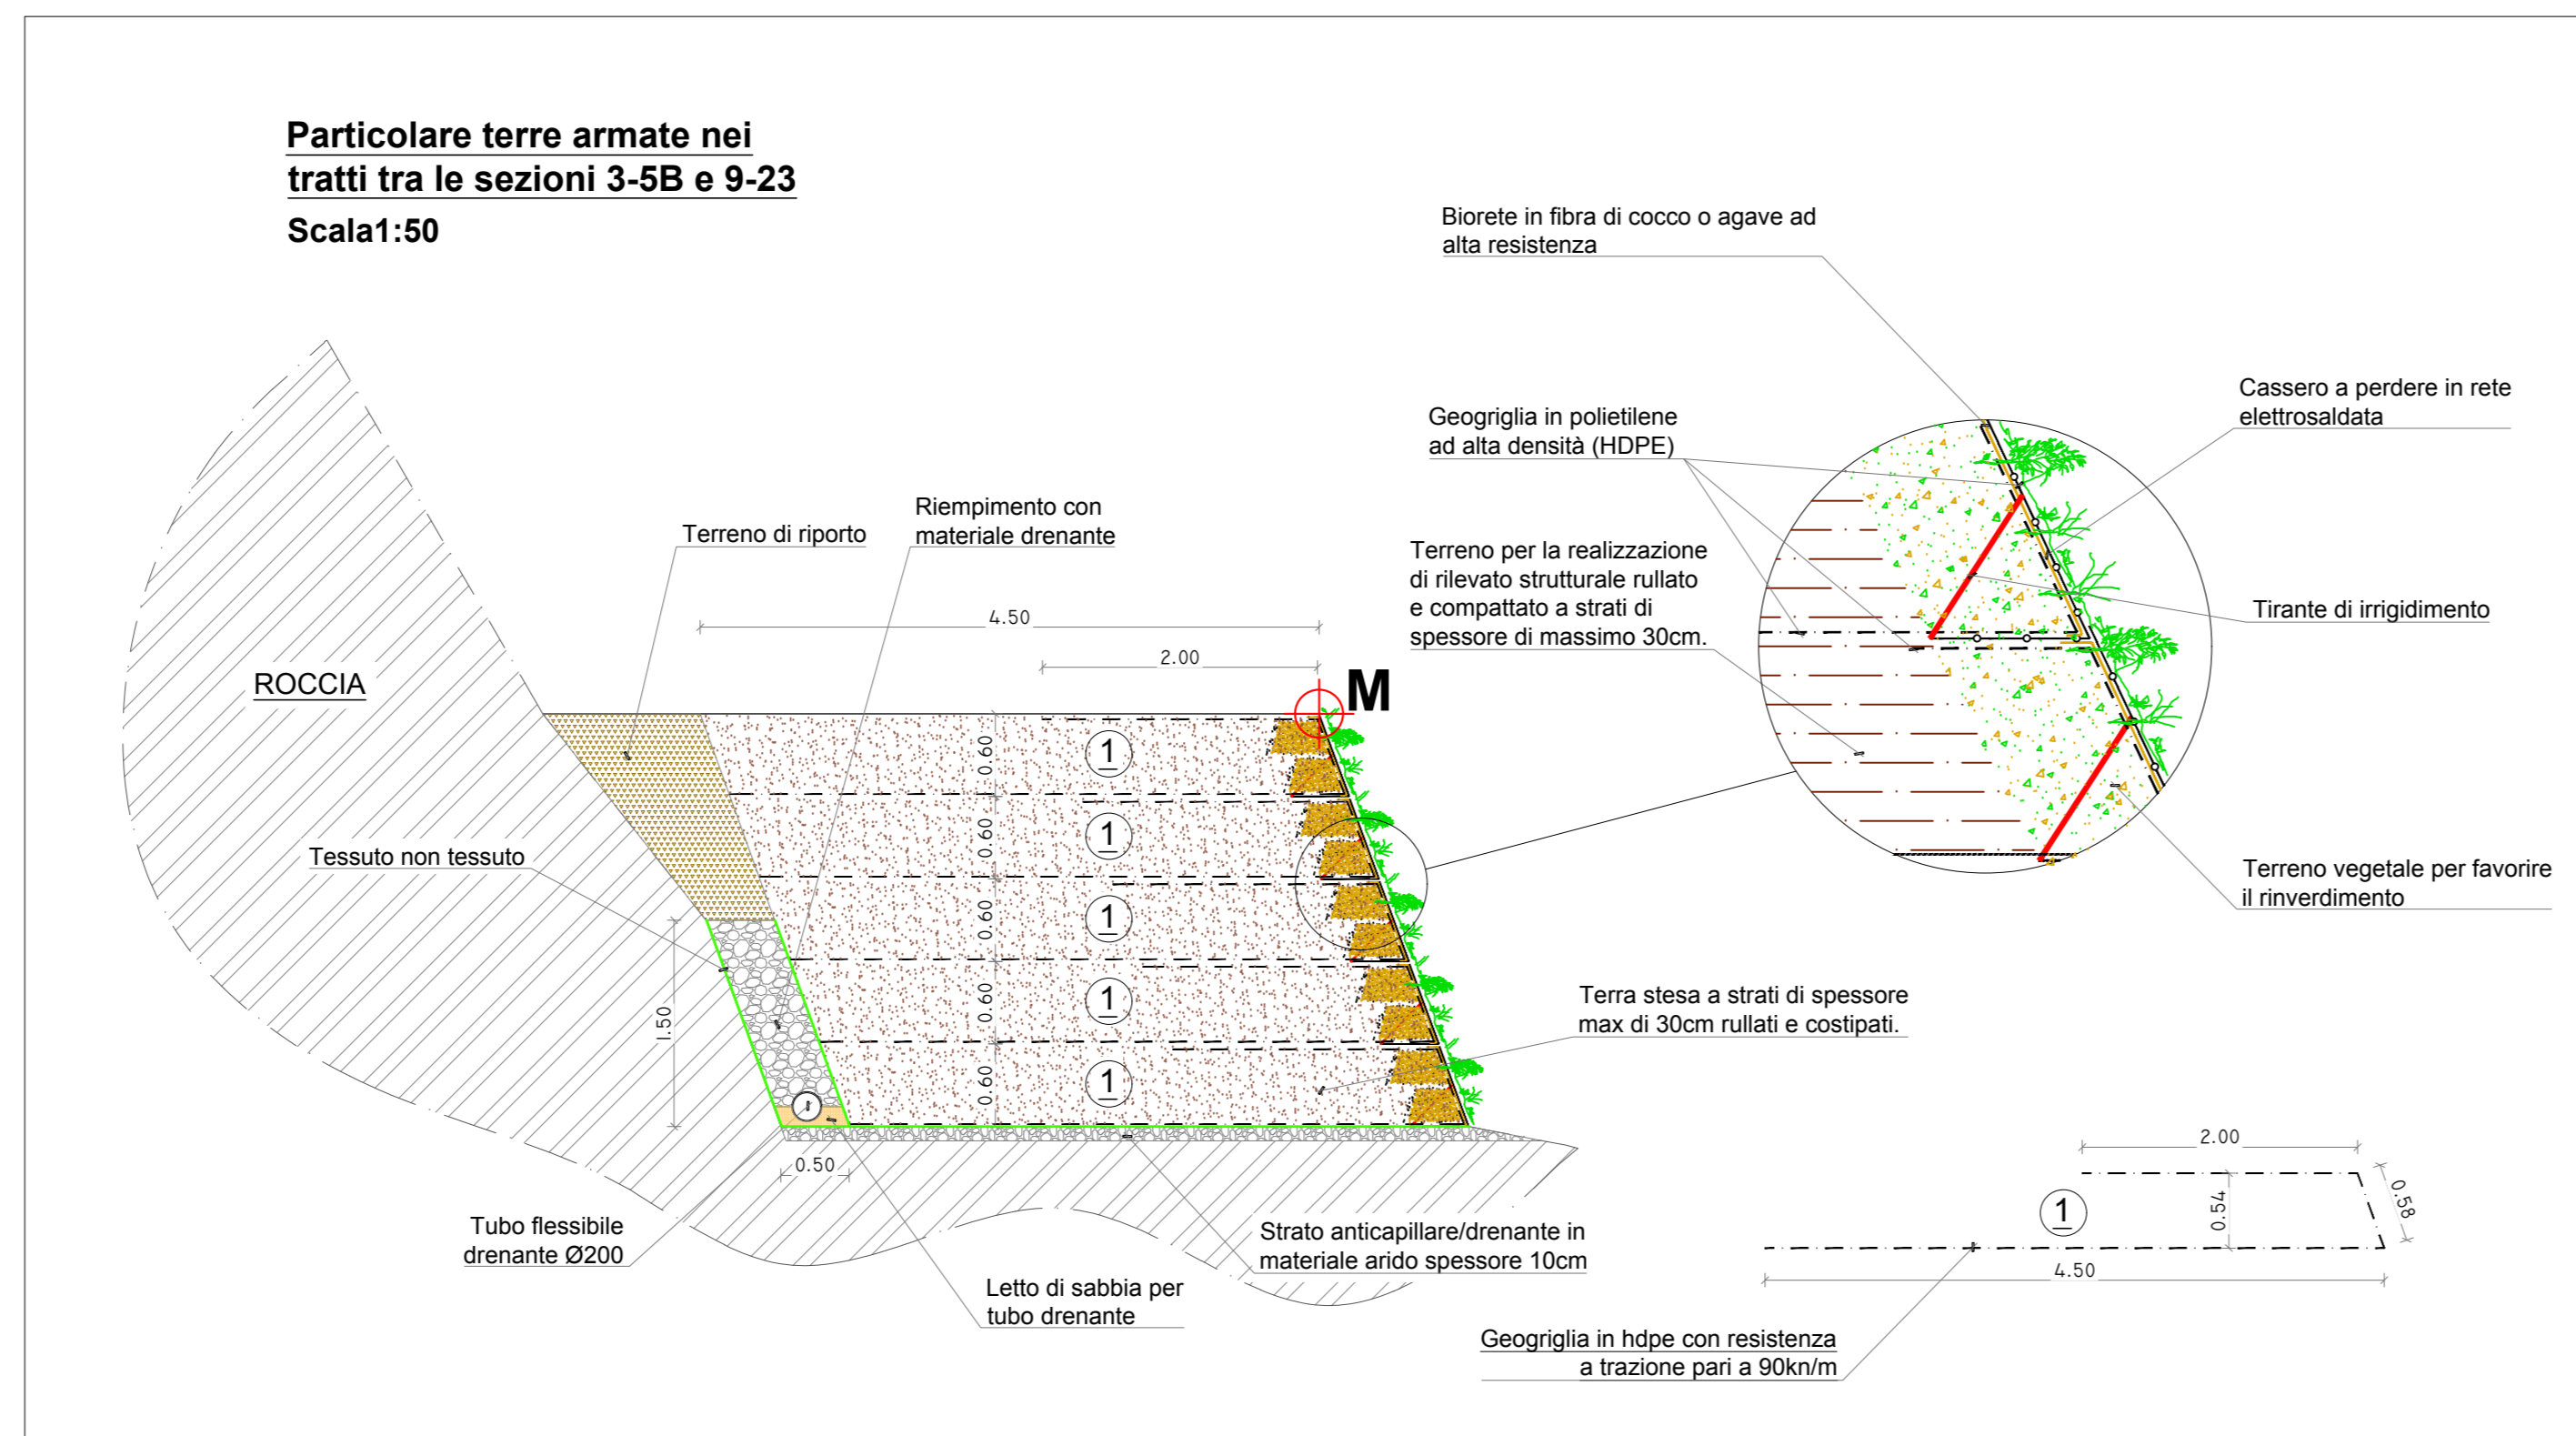 Particolare terre armate nei
tratti tra le sezioni 3-5B e 9-23
Scala1:50
Biorete in fibra di cocco o agave ad
alta resistenza
Geogriglia in polietilene
ad alta densità (HDPE)
Cassero a perdere in rete
elettrosaldata
Terreno di riporto
Riempimento con
materiale drenante
Terreno per la realizzazione
di rilevato strutturale rullato
e compattato a strati di
spessore di massimo 30cm.
Tirante di irrigidimento
4.50
2.00
ROCCIA
M
0.60
1
0.60
1
0.60
1
0.60
1
0.60
1
Tessuto non tessuto
Terreno vegetale per favorire
il rinverdimento
1.50
Terra stesa a strati di spessore
max di 30cm rullati e costipati.
0.50
Tubo flessibile
drenante Ø200
Letto di sabbia per
tubo drenante
Strato anticapillare/drenante in
materiale arido spessore 10cm
2.00
1
0.54
0.58
4.50
Geogriglia in hdpe con resistenza
a trazione pari a 90kn/m